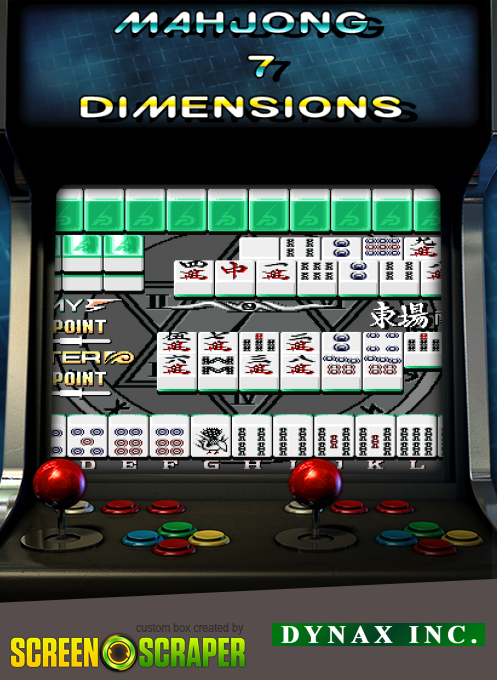 MAHJONG
7
DIMENSIONS
東場
POINT
POINT
D E F G H I J K L
custom box created by
SCREEN SCRAPER
DYNAX INC.